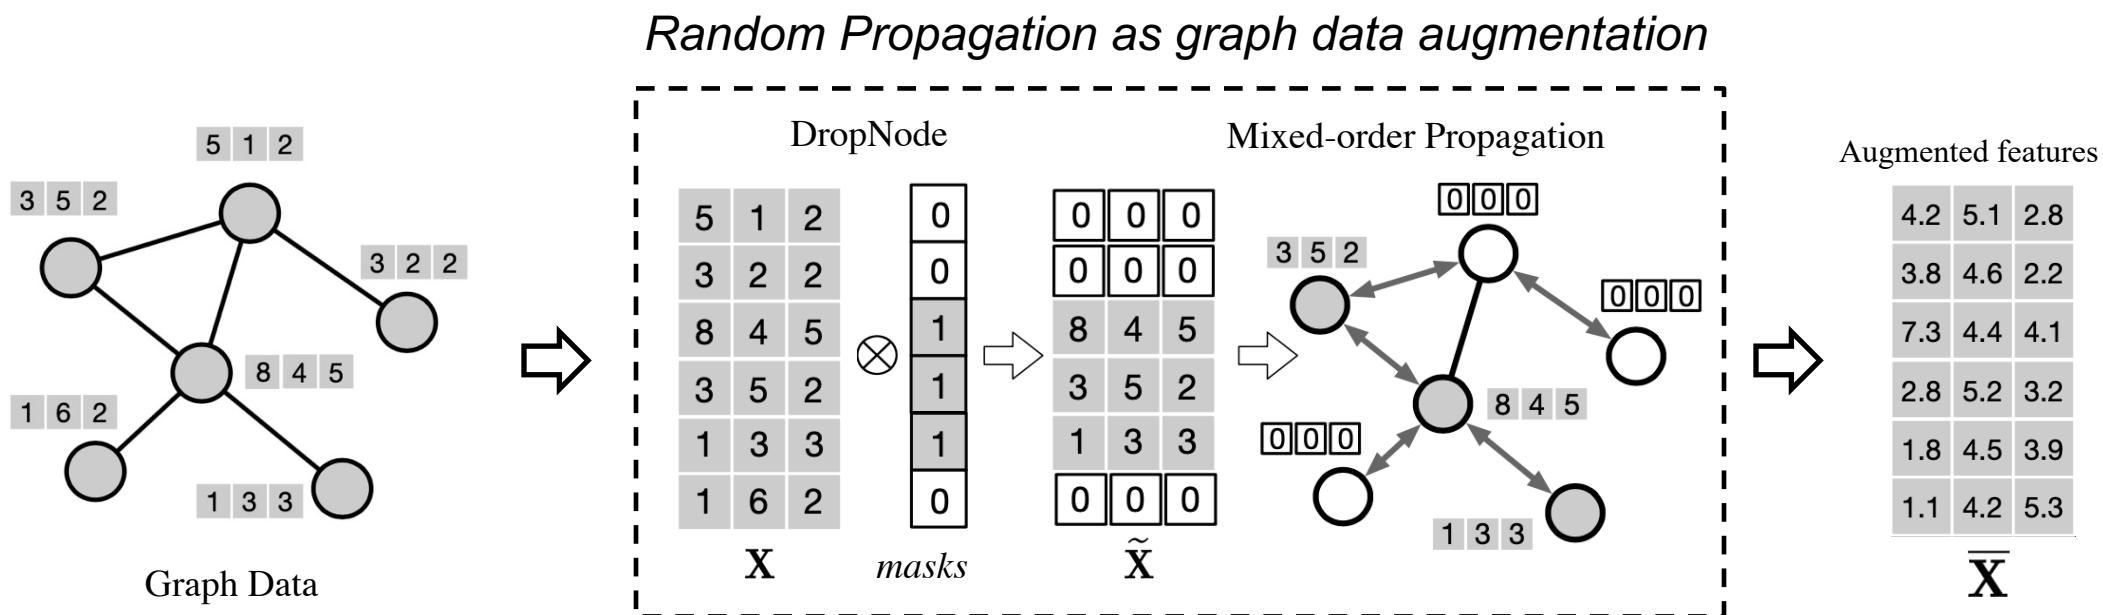 Random Propagation as graph data augmentation
5 1 2
3 5 2
3 2 2
8 4 5
1 6 2
1 3 3
Graph Data
DropNode
5 1 2
3 2 2
8 4 5
3 5 2
1 3 3
1 6 2
X
0
0
1
1
1
0
masks
0 0 0
0 0 0
8 4 5
3 5 2
1 3 3
0 0 0
X̃
Mixed-order Propagation
0 0 0
3 5 2
0 0 0
8 4 5
0 0 0
1 3 3
Augmented features
4.2 5.1 2.8
3.8 4.6 2.2
7.3 4.4 4.1
2.8 5.2 3.2
1.8 4.5 3.9
1.1 4.2 5.3
X̅